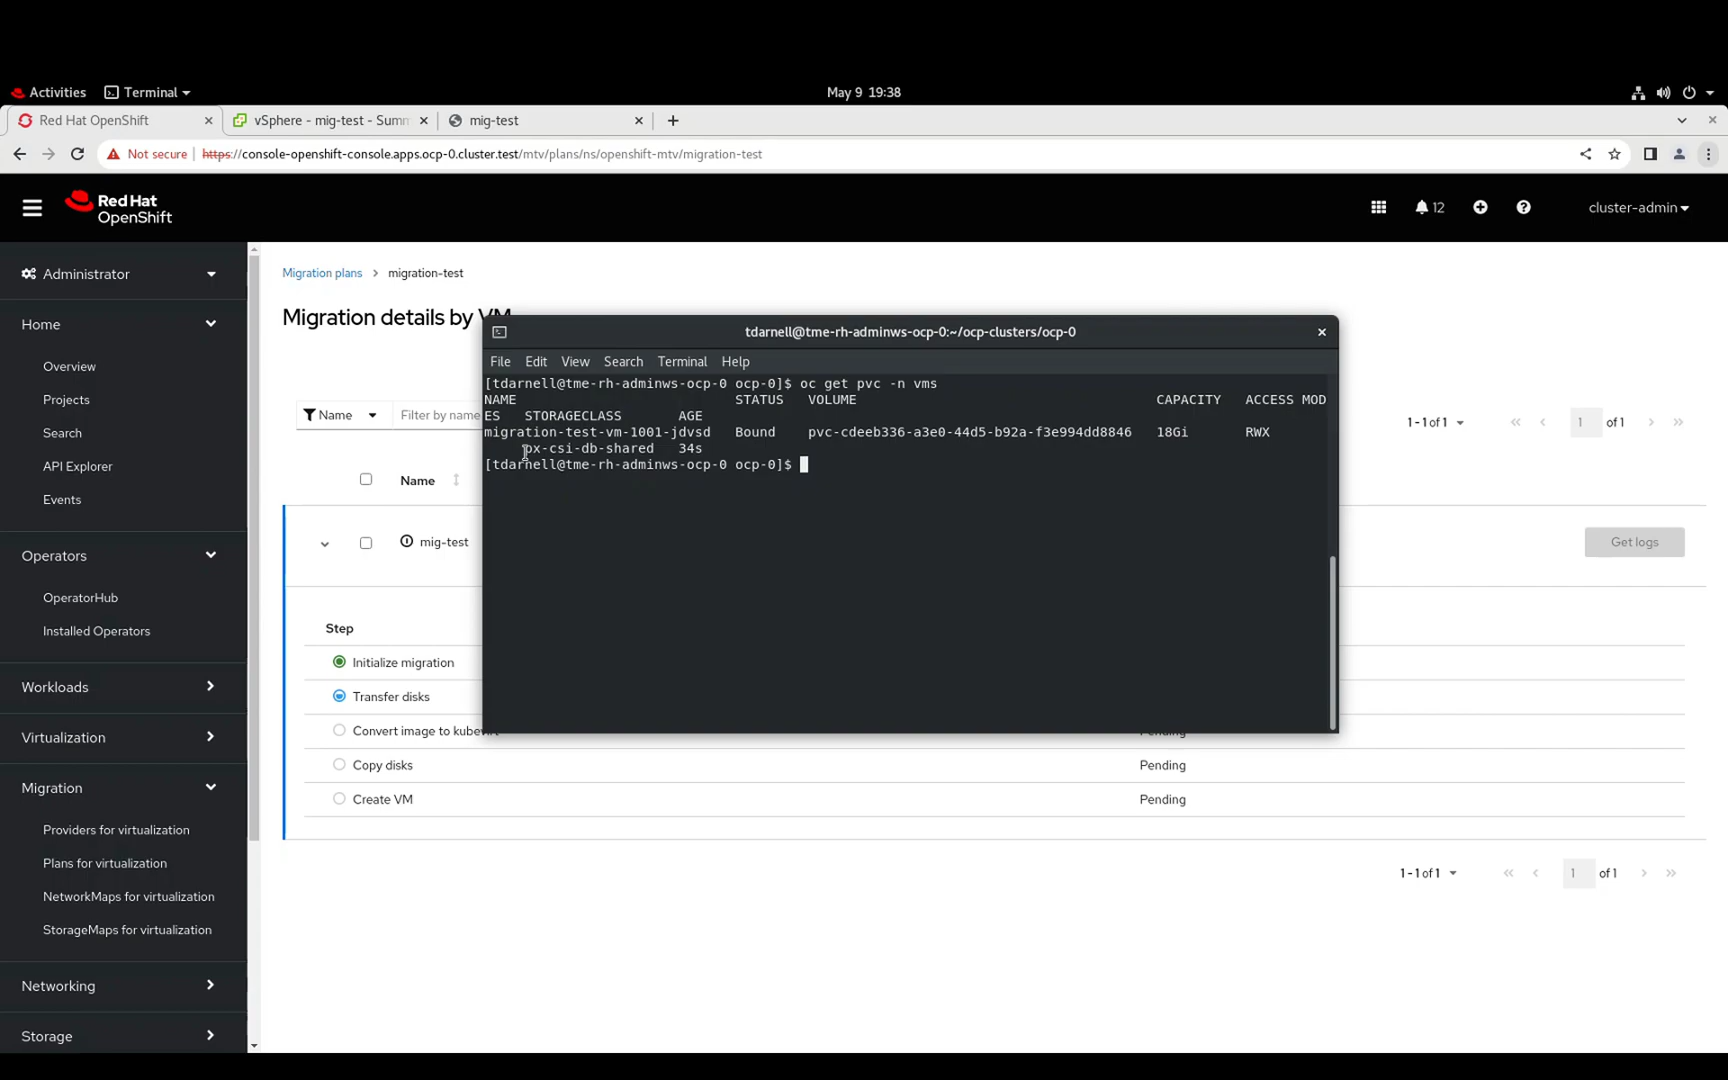 Activities
Terminal
May 9 19:38
Red Hat OpenShift
vSphere - mig-test - Summ
mig-test
Not secure
https://console-openshift-console.apps.ocp-0.cluster.test/mtv/plans/ns/openshift-mtv/migration-test
Red Hat
OpenShift
12
cluster-admin
Administrator
Home
Overview
Projects
Search
API Explorer
Events
Operators
OperatorHub
Installed Operators
Workloads
Virtualization
Migration
Providers for virtualization
Plans for virtualization
NetworkMaps for virtualization
StorageMaps for virtualization
Networking
Storage
Migration plans > migration-test
Migration details by VM
Name
Filter by name
1 - 1 of 1
1 of 1
Name
mig-test
Get logs
Step
Initialize migration
Transfer disks
Convert image to kubevirt
Pending
Copy disks
Pending
Create VM
Pending
1 - 1 of 1
1 of 1
tdarnell@tme-rh-adminws-ocp-0:~/ocp-clusters/ocp-0
File Edit View Search Terminal Help
[tdarnell@tme-rh-adminws-ocp-0 ocp-0]$ oc get pvc -n vms
NAME STATUS VOLUME CAPACITY ACCESS MOD
ES STORAGECLASS AGE
migration-test-vm-1001-jdvsd Bound pvc-cdeeb336-a3e0-44d5-b92a-f3e994dd8846 18Gi RWX
px-csi-db-shared 34s
[tdarnell@tme-rh-adminws-ocp-0 ocp-0]$